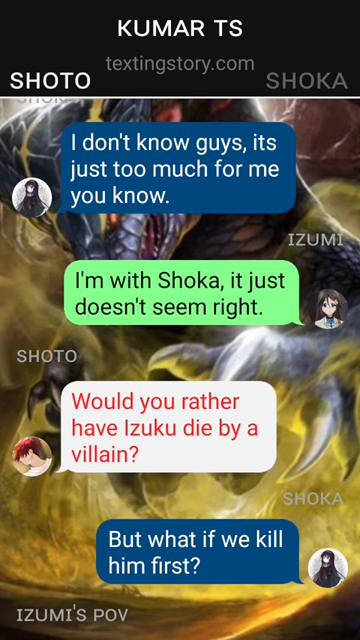 KUMAR TS
textingstory.com
SHOTO
SHOKA
SHOKA
I don't know guys, its
just too much for me
you know.
IZUMI
I'm with Shoka, it just
doesn't seem right.
SHOTO
Would you rather
have Izuku die by a
villain?
SHOKA
But what if we kill
him first?
IZUMI'S POV